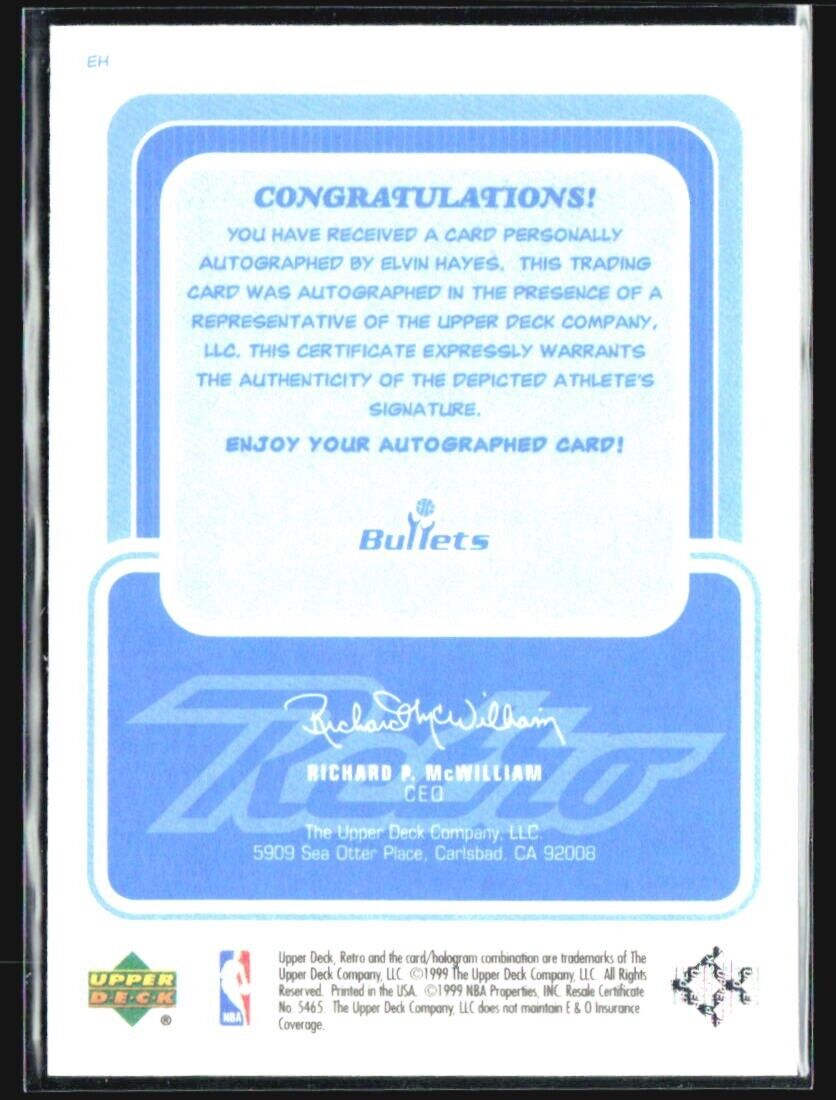 EH
CONGRATULATIONS!
YOU HAVE RECEIVED A CARD PERSONALLY
AUTOGRAPHED BY ELVIN HAYES. THIS TRADING
CARD WAS AUTOGRAPHED IN THE PRESENCE OF A
REPRESENTATIVE OF THE UPPER DECK COMPANY,
LLC. THIS CERTIFICATE EXPRESSLY WARRANTS
THE AUTHENTICITY OF THE DEPICTED ATHLETE'S
SIGNATURE.
ENJOY YOUR AUTOGRAPHED CARD!
Bullets
Retro
Richard McWilliam
RICHARD P. McWILLIAM
CEO
The Upper Deck Company, LLC.
5909 Sea Otter Place, Carlsbad, CA 92008
UPPER
DECK
®
NBA
Upper Deck, Retro and the card/hologram combination are trademarks of The
Upper Deck Company, LLC. ©1999 The Upper Deck Company, LLC. All Rights
Reserved. Printed in the USA. ©1999 NBA Properties, INC. Resale Certificate
No. 5465. The Upper Deck Company, LLC does not maintain E & O Insurance
Coverage.